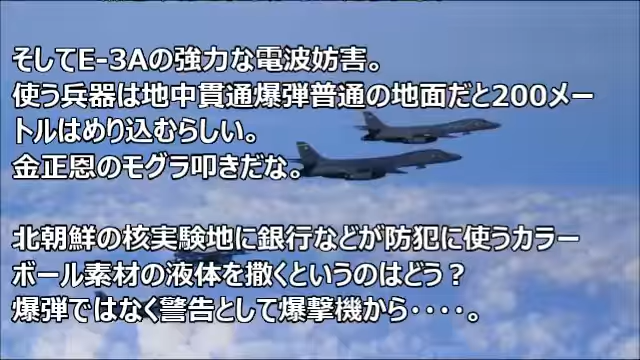 そしてE-3Aの強力な電波妨害。
使う兵器は地中貫通爆弾普通の地面だと200メー
トルはめり込むらしい。
金正恩のモグラ叩きだな。
北朝鮮の核実験地に銀行などが防犯に使うカラー
ボール素材の液体を撒くというのはどう？
爆弾ではなく警告として爆撃機から・・・・。